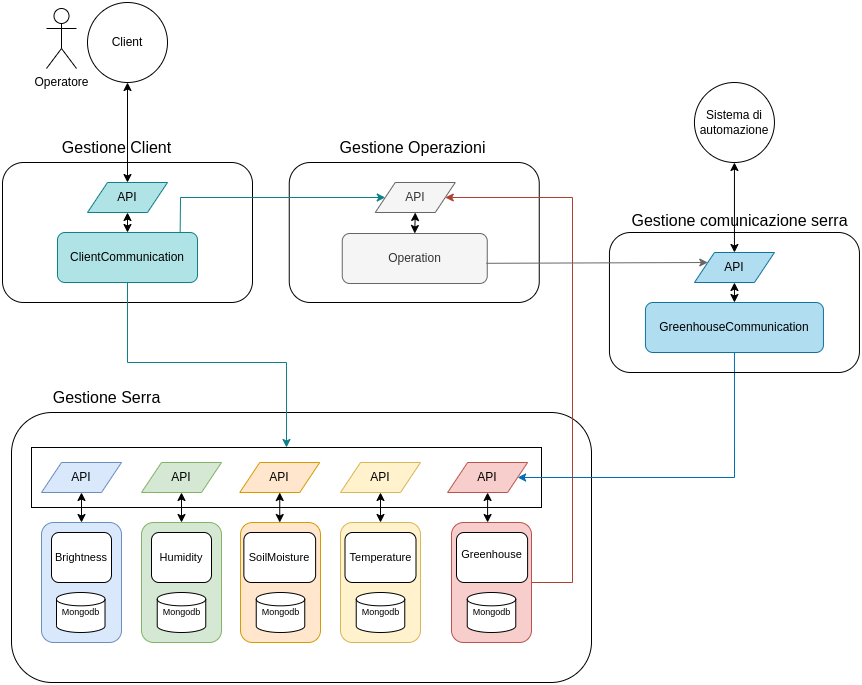 Operatore
Client
Sistema di
automazione
Gestione Client
Gestione Operazioni
Gestione comunicazione serra
API
API
API
ClientCommunication
Operation
GreenhouseCommunication
Gestione Serra
API
API
API
API
API
Brightness
Humidity
SoilMoisture
Temperature
Greenhouse
Mongodb
Mongodb
Mongodb
Mongodb
Mongodb